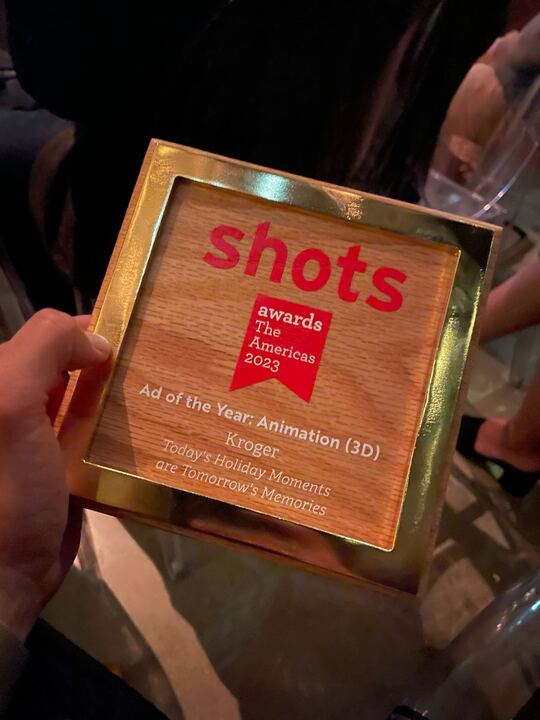 shots
awards
The
Americas
2023
Ad of the Year: Animation (3D)
Kroger
Today's Holiday Moments
are Tomorrow's Memories